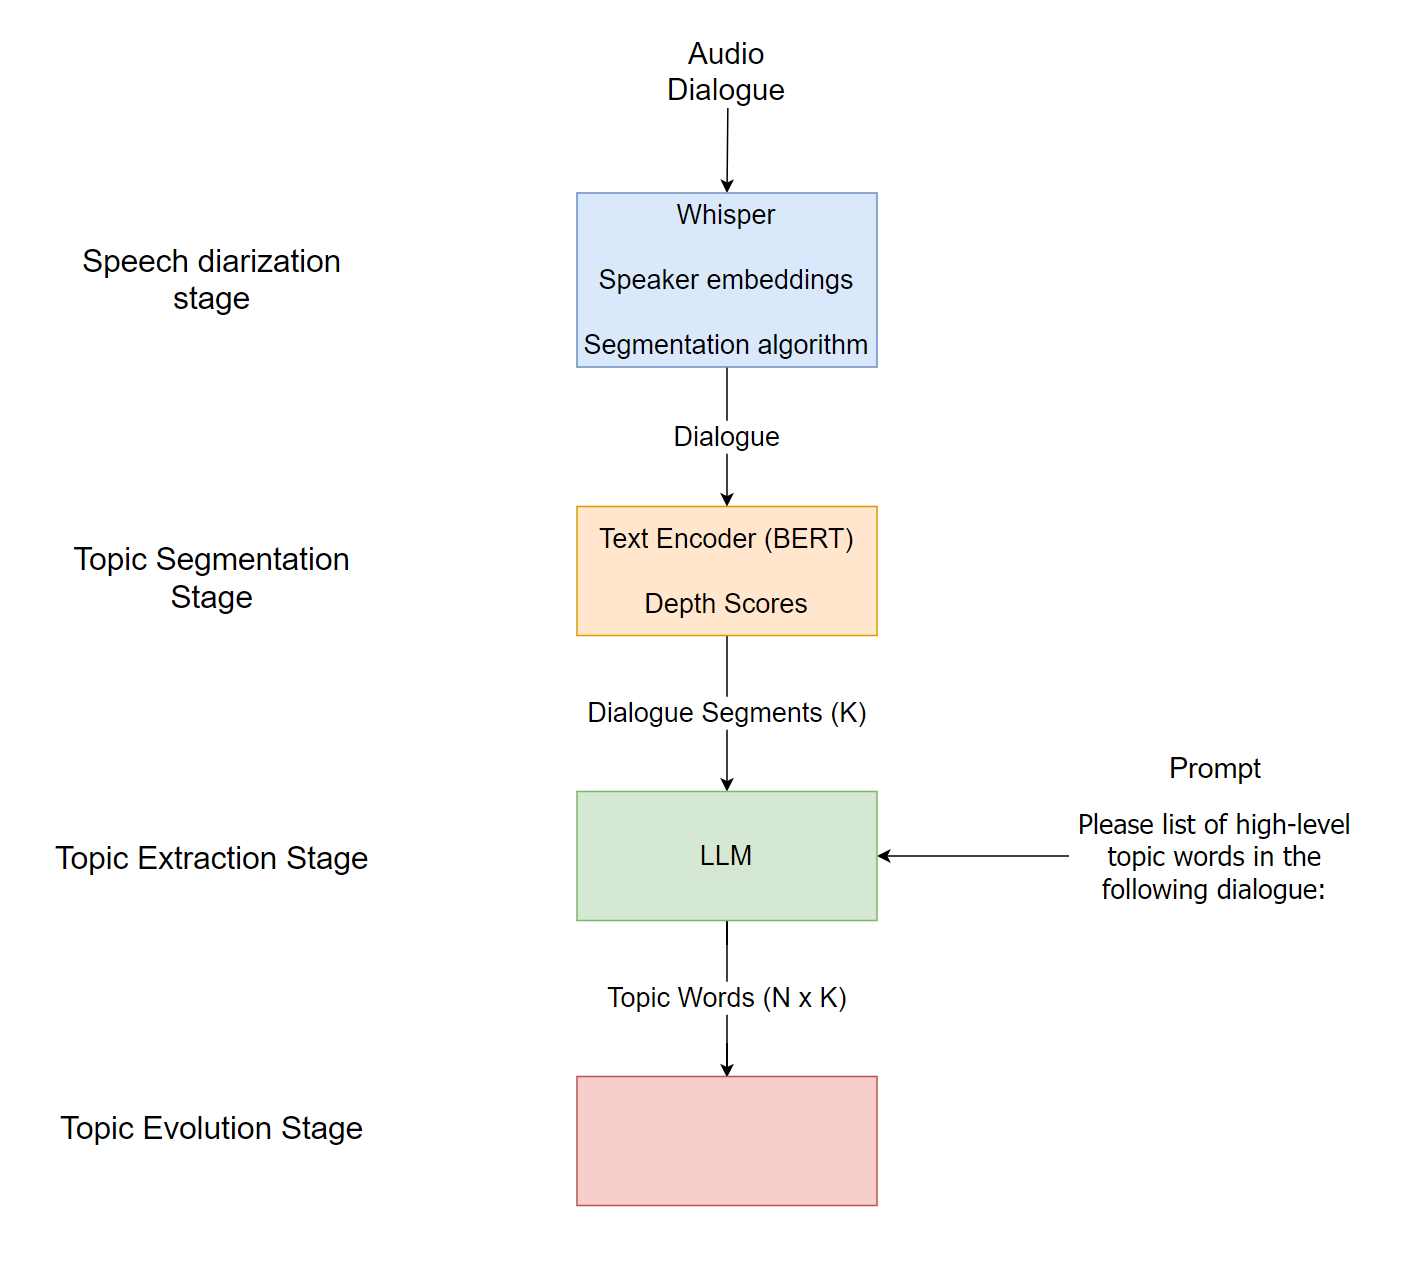 Audio
Dialogue
Speech diarization
stage
Whisper
Speaker embeddings
Segmentation algorithm
Dialogue
Topic Segmentation
Stage
Text Encoder (BERT)
Depth Scores
Dialogue Segments (K)
Topic Extraction Stage
LLM
Prompt
Please list of high-level
topic words in the
following dialogue:
Topic Words (N x K)
Topic Evolution Stage